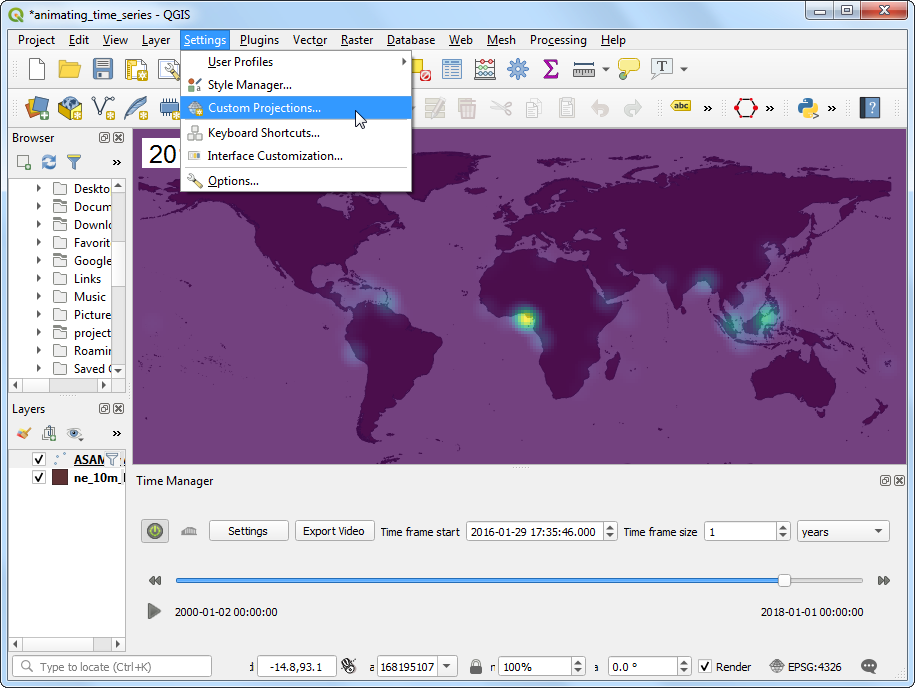 *animating_time_series - QGIS
Project Edit View Layer Settings Plugins Vector Raster Database Web Mesh Processing Help
User Profiles
Style Manager...
Custom Projections...
Keyboard Shortcuts...
Interface Customization...
Options...
abc
T
?
Browser
Deskto
Docum
Downl
Favorit
Google
Links
Music
Picture
project
Roamin
Saved
201
Layers
ASAM
ne_10m_l
Time Manager
Settings Export Video Time frame start 2016-01-29 17:35:46.000 Time frame size 1 years
2000-01-02 00:00:00 2018-01-01 00:00:00
Type to locate (Ctrl+K) -14.8,93.1 a 168195107 100% a 0.0 ° Render EPSG:4326